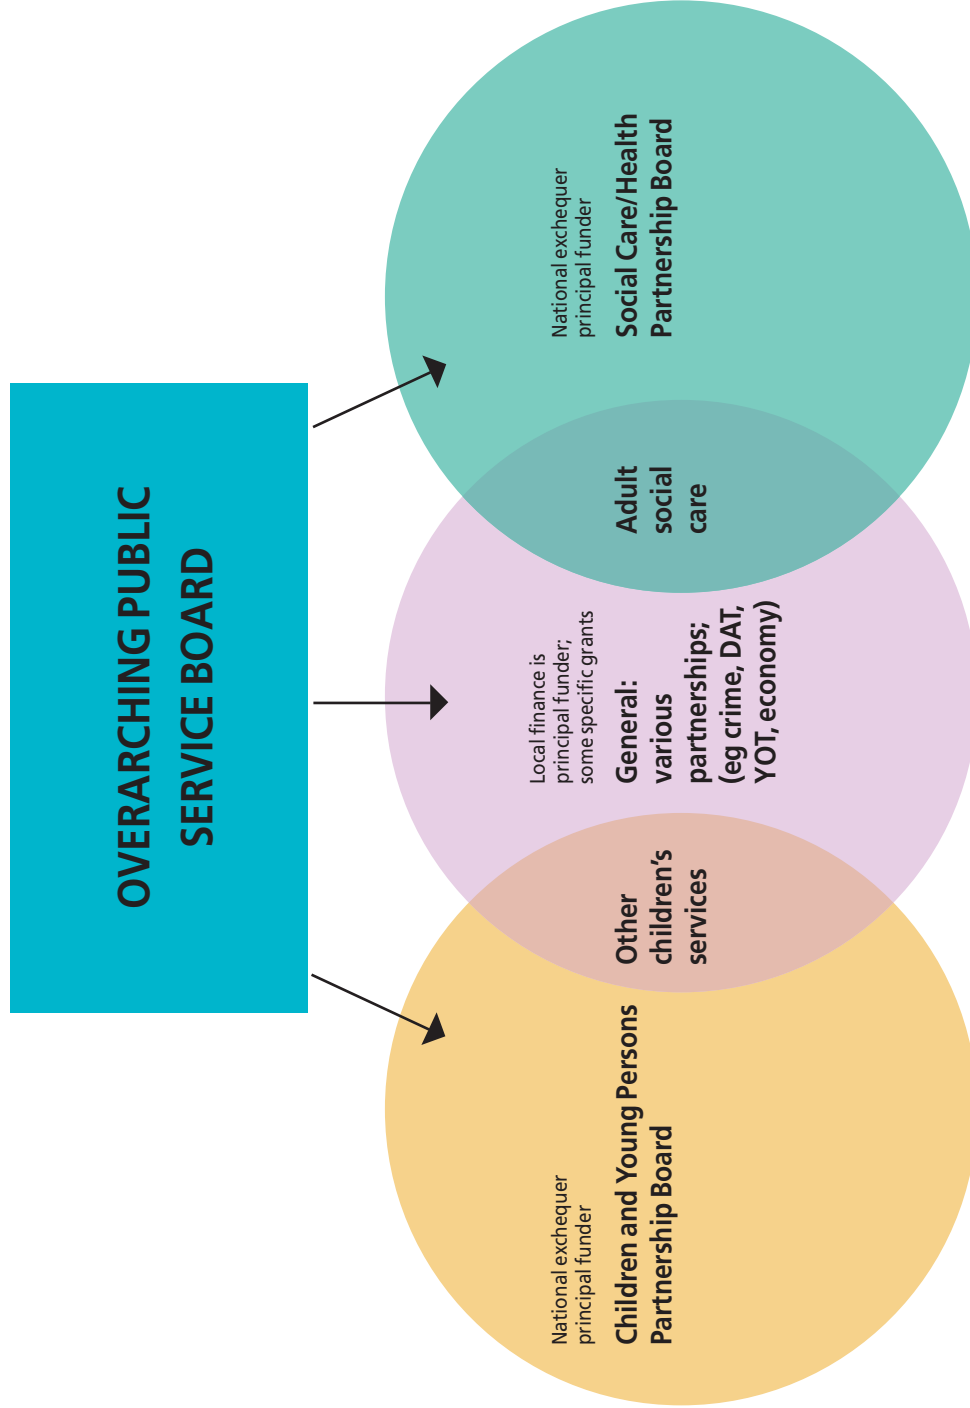 OVERARCHING PUBLIC
SERVICE BOARD
National exchequer
principal funder
Children and Young Persons
Partnership Board
Other
children’s
services
Local finance is
principal funder;
some specific grants
General:
various
partnerships;
(eg crime, DAT,
YOT, economy)
Adult
social
care
National exchequer
principal funder
Social Care/Health
Partnership Board